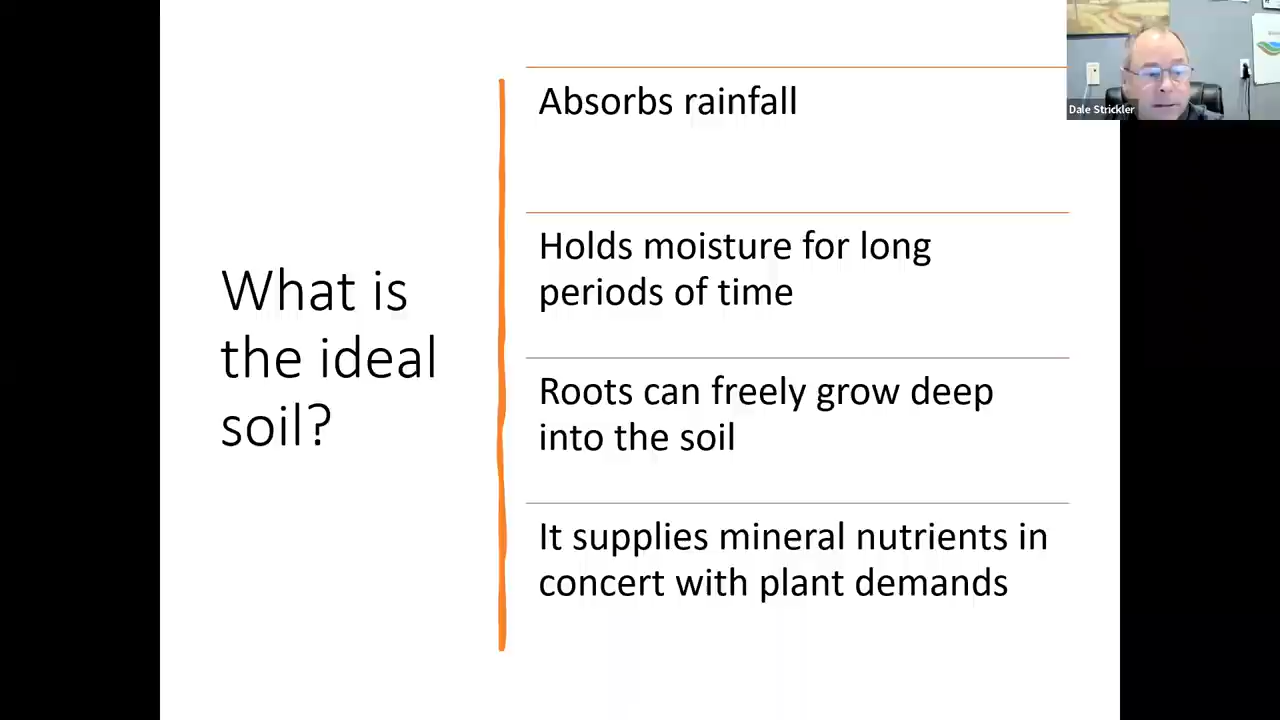 What is
the ideal
soil?
Absorbs rainfall
Holds moisture for long
periods of time
Roots can freely grow deep
into the soil
It supplies mineral nutrients in
concert with plant demands
Dale Strickler